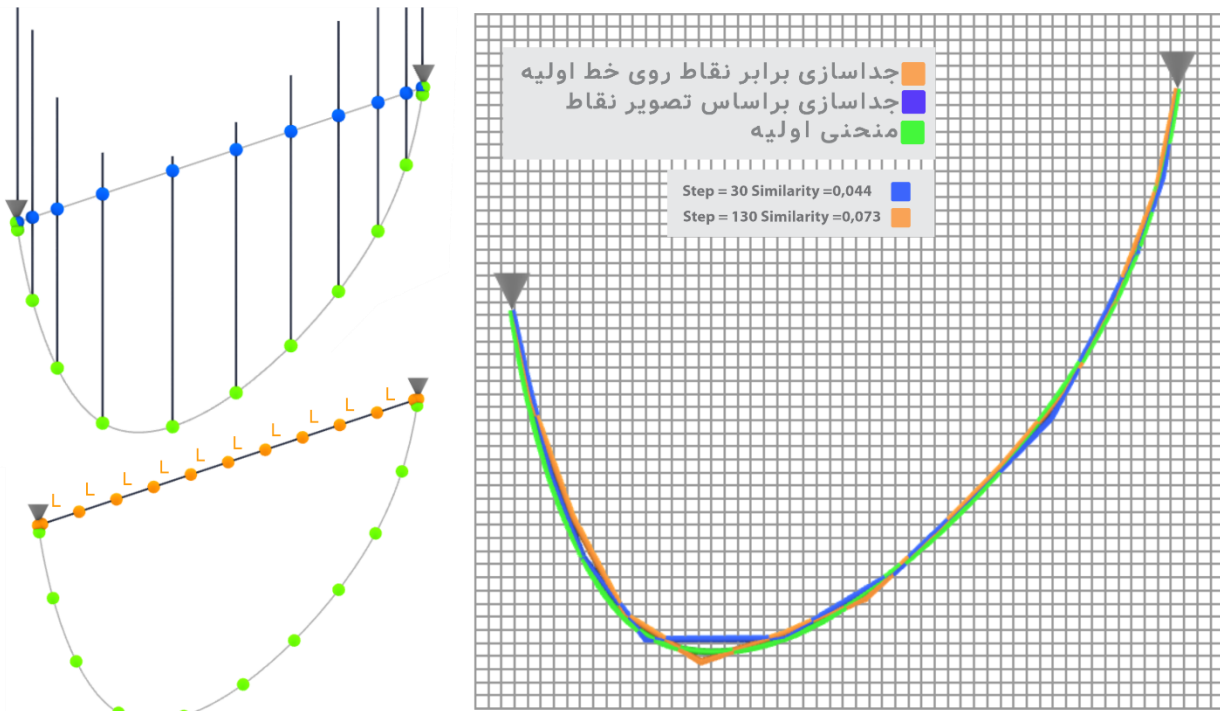 جداسازی برابر نقاط روی خط اولیه
جداسازی براساس تصویر نقاط
منحنی اولیه
Step = 30 Similarity =0,044
Step = 130 Similarity =0,073
L
L
L
L
L
L
L
L
L
L